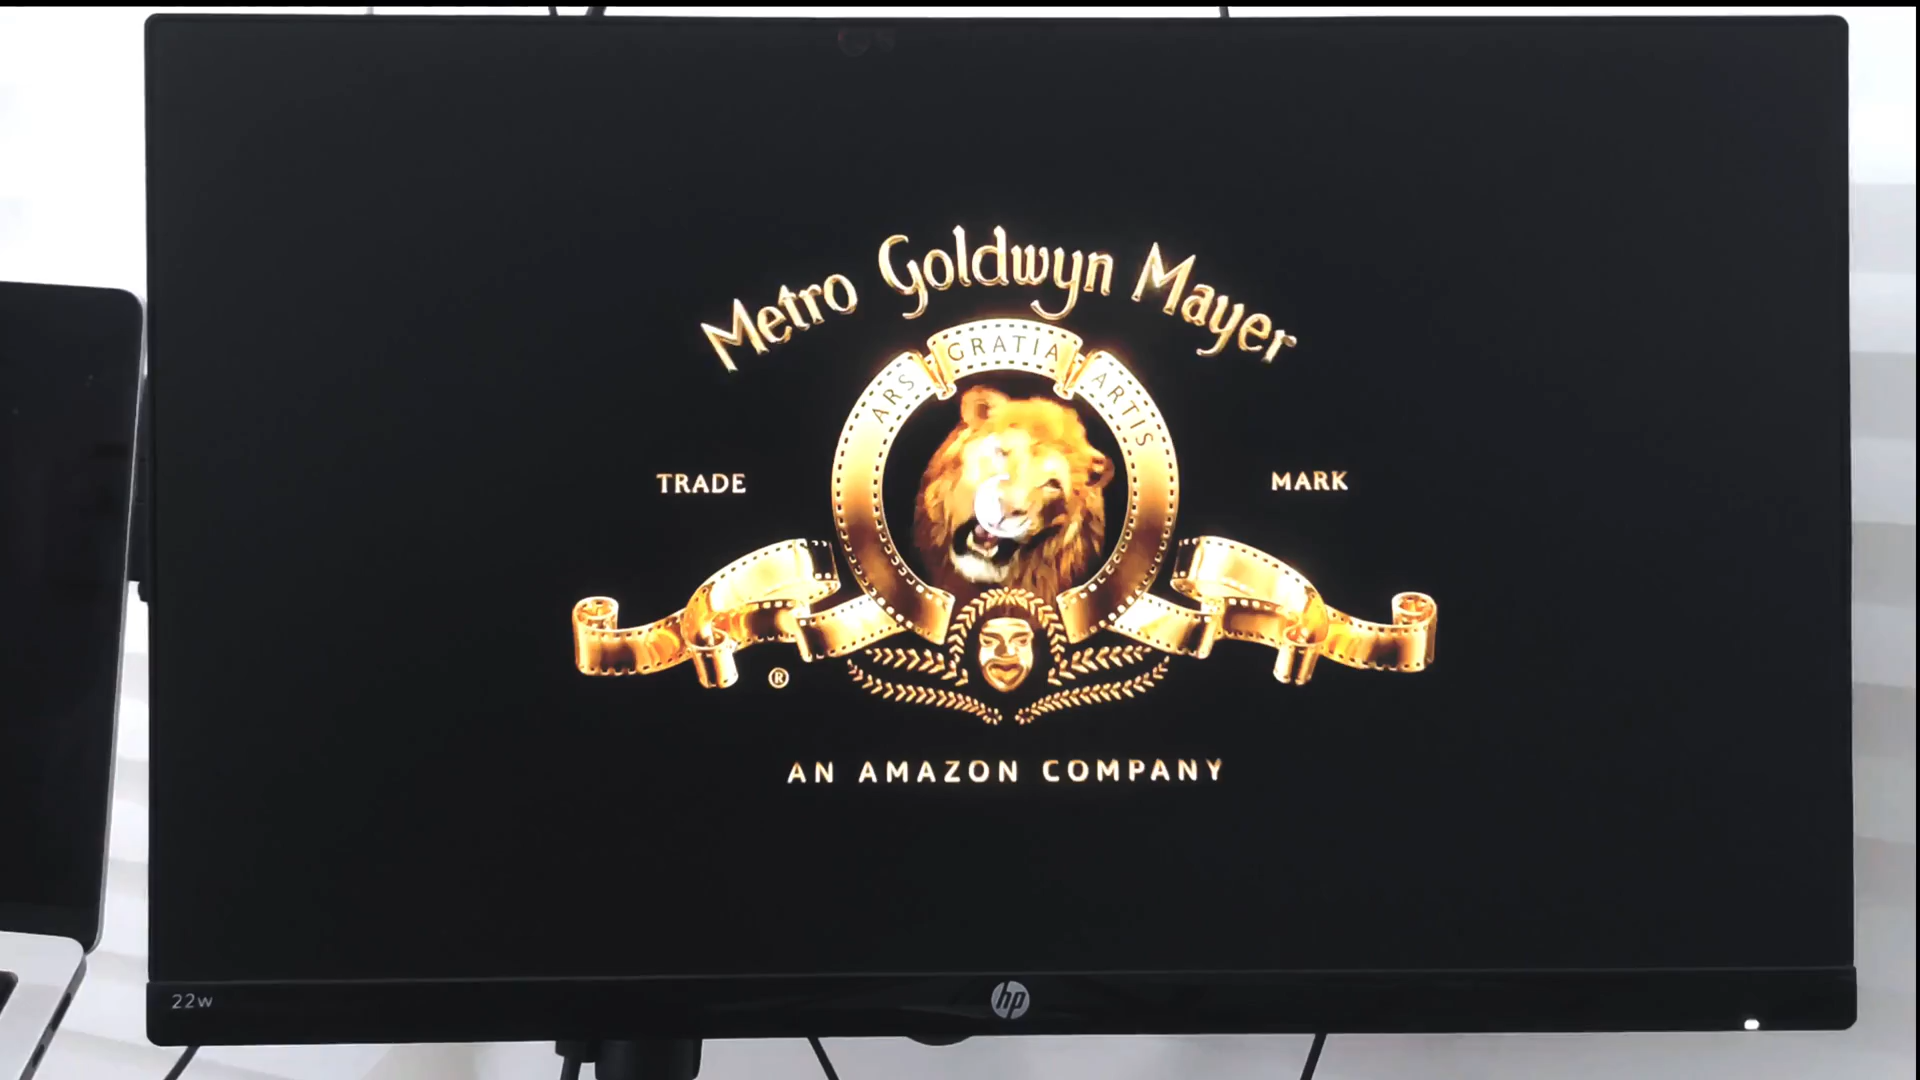 Metro Goldwyn Mayer
ARS GRATIA ARTIS
TRADE MARK
®
AN AMAZON COMPANY
22w
hp